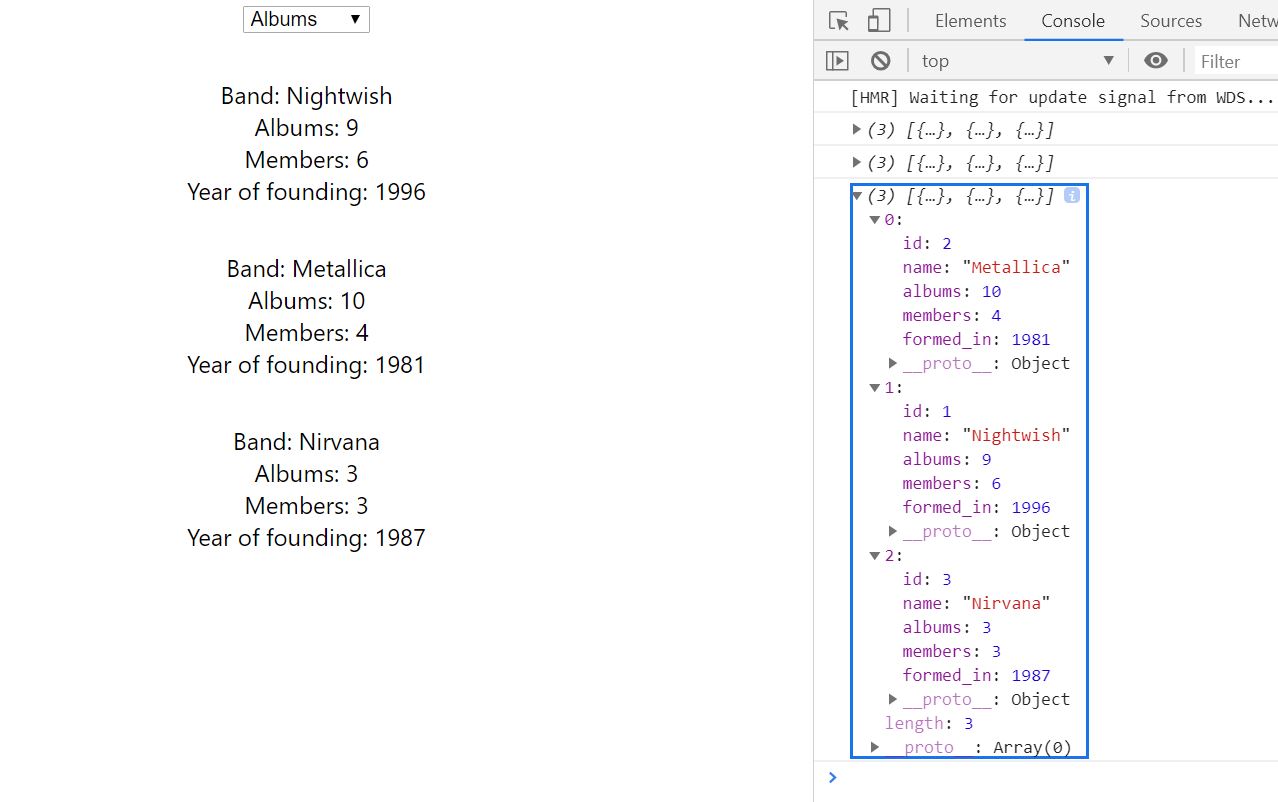 Albums
Band: Nightwish
Albums: 9
Members: 6
Year of founding: 1996
Band: Metallica
Albums: 10
Members: 4
Year of founding: 1981
Band: Nirvana
Albums: 3
Members: 3
Year of founding: 1987
Elements Console Sources Netw
top Filter
[HMR] Waiting for update signal from WDS...
(3) [{…}, {…}, {…}]
(3) [{…}, {…}, {…}]
(3) [{…}, {…}, {…}] i
0:
id: 2
name: "Metallica"
albums: 10
members: 4
formed_in: 1981
__proto__: Object
1:
id: 1
name: "Nightwish"
albums: 9
members: 6
formed_in: 1996
__proto__: Object
2:
id: 3
name: "Nirvana"
albums: 3
members: 3
formed_in: 1987
__proto__: Object
length: 3
__proto__: Array(0)